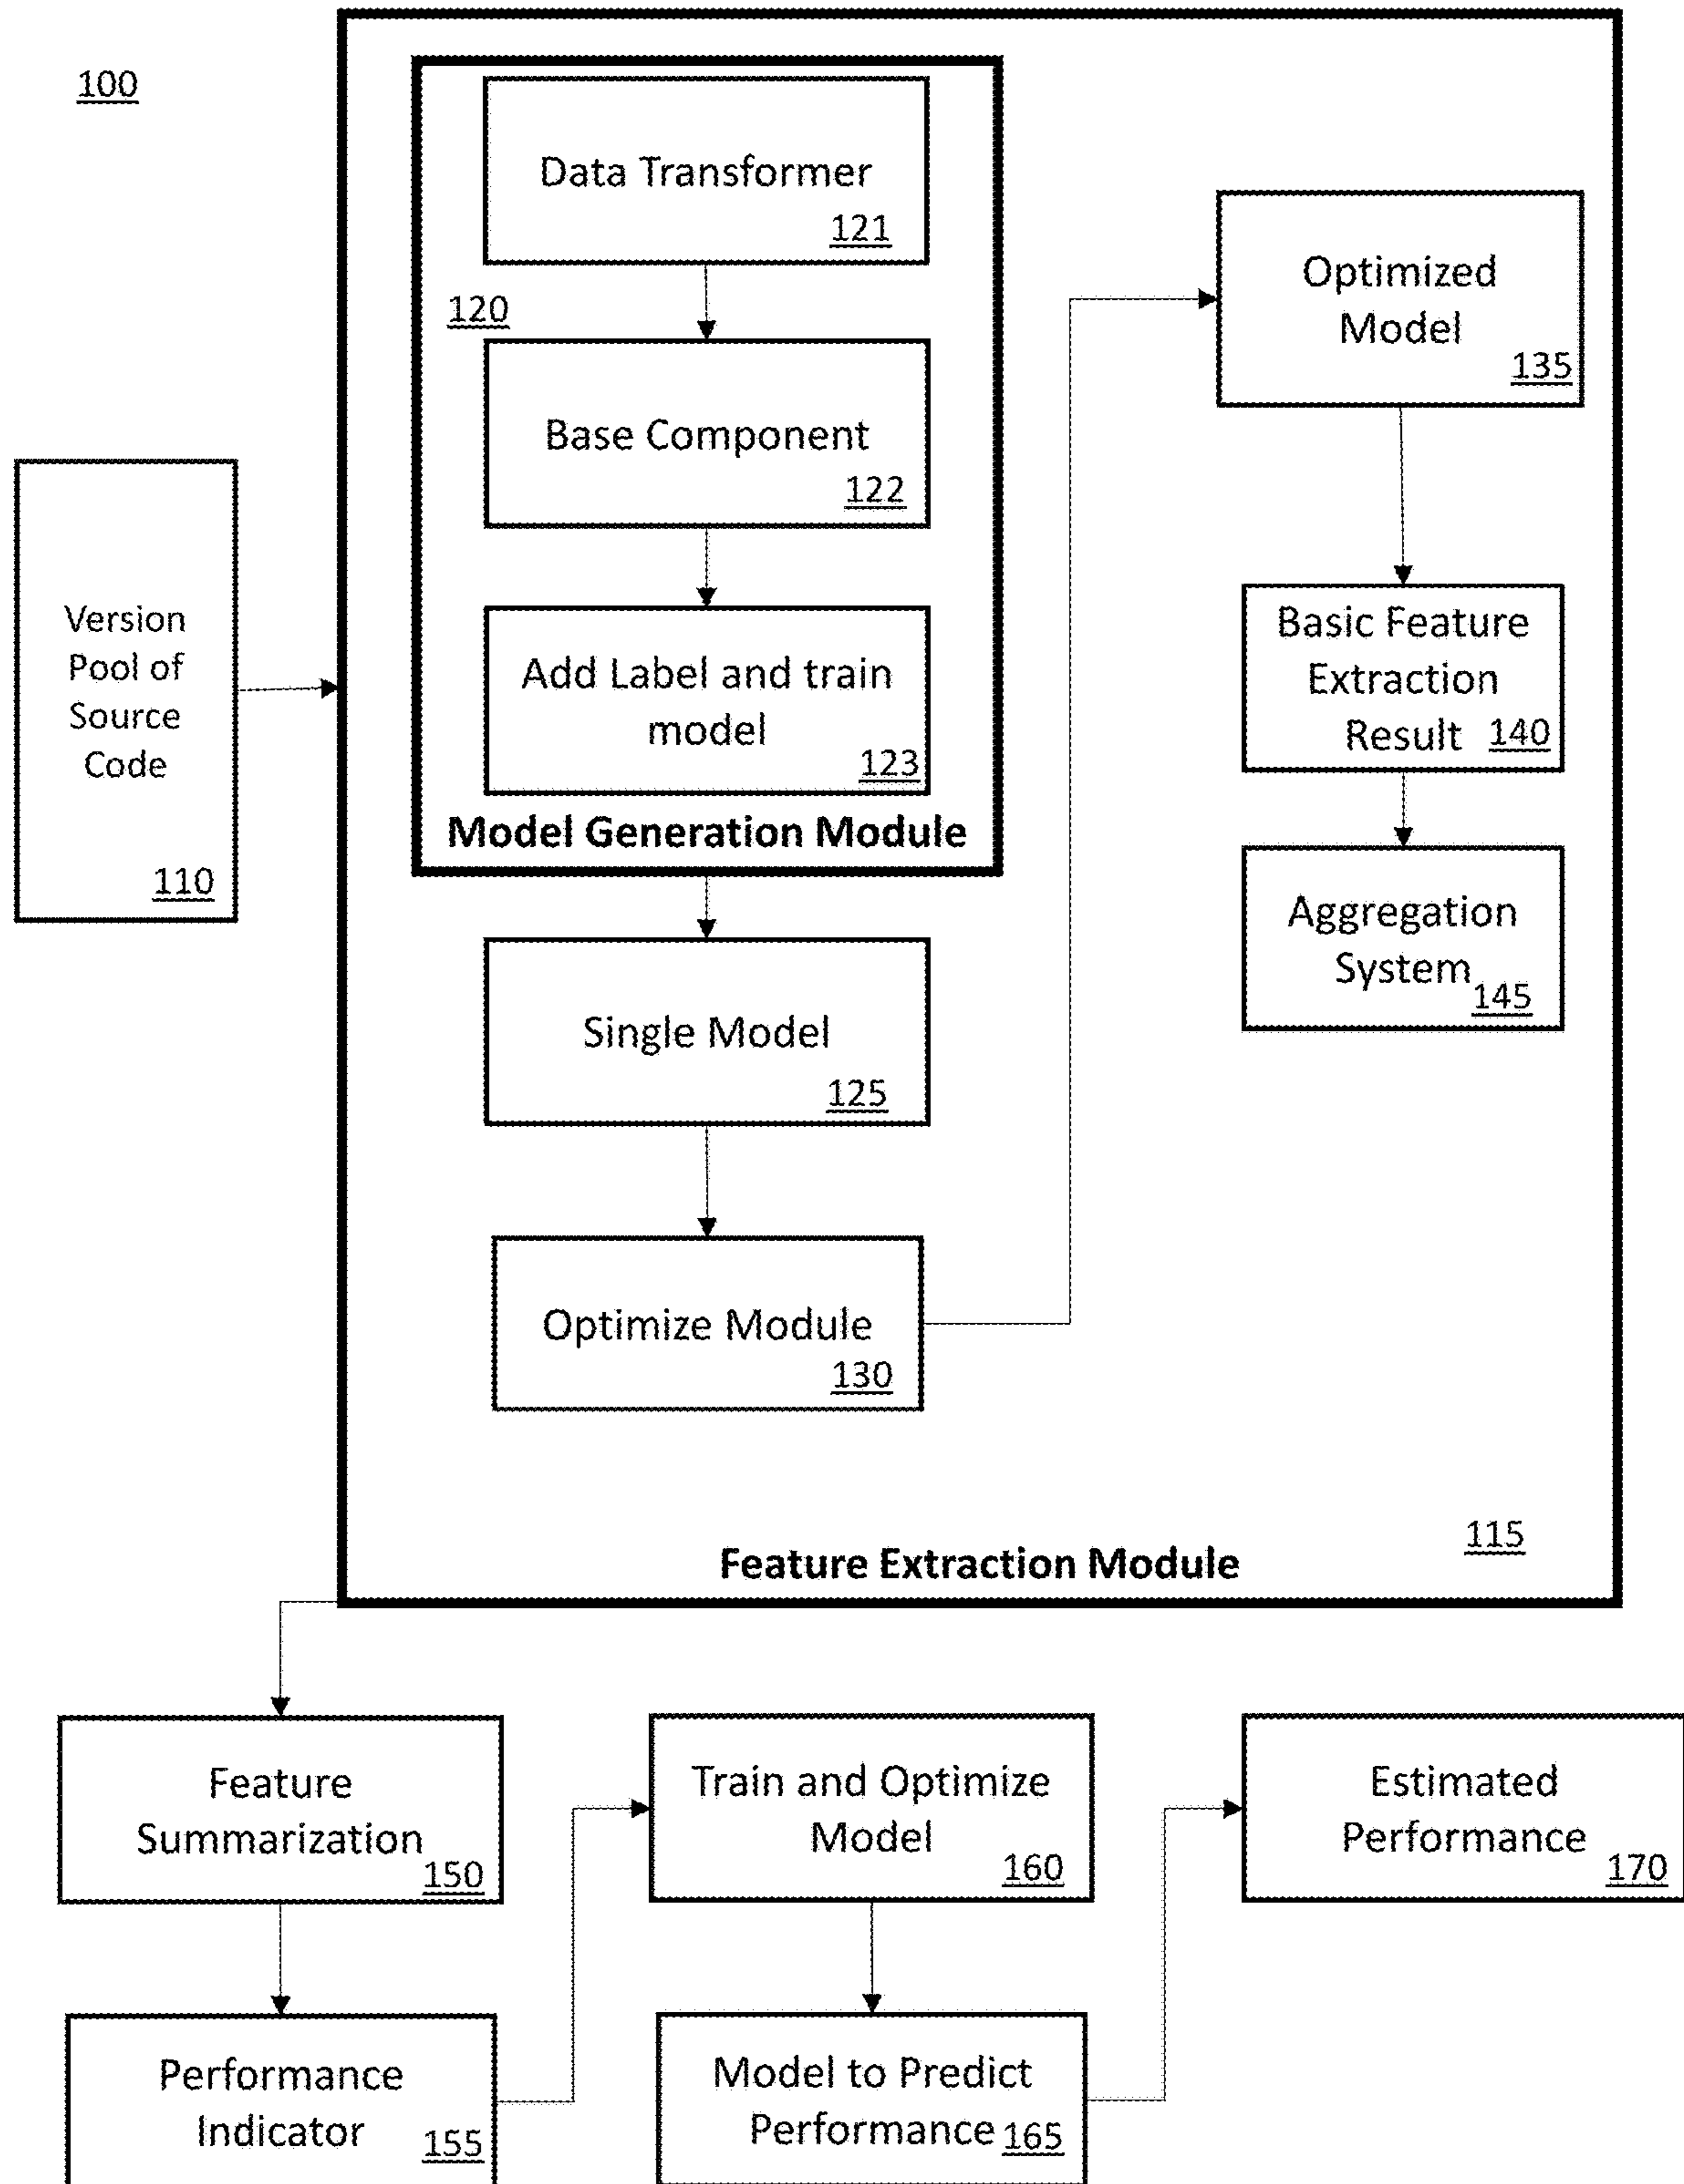 100
Data Transformer
121
120
Base Component
122
Add Label and train
model
123
Model Generation Module
Version
Pool of
Source
Code
110
Single Model
125
Optimize Module
130
Optimized
Model
135
Basic Feature
Extraction
Result 140
Aggregation
System
145
115
Feature Extraction Module
Feature
Summarization
150
Performance
Indicator
155
Train and Optimize
Model
160
Model to Predict
Performance 165
Estimated
Performance
170